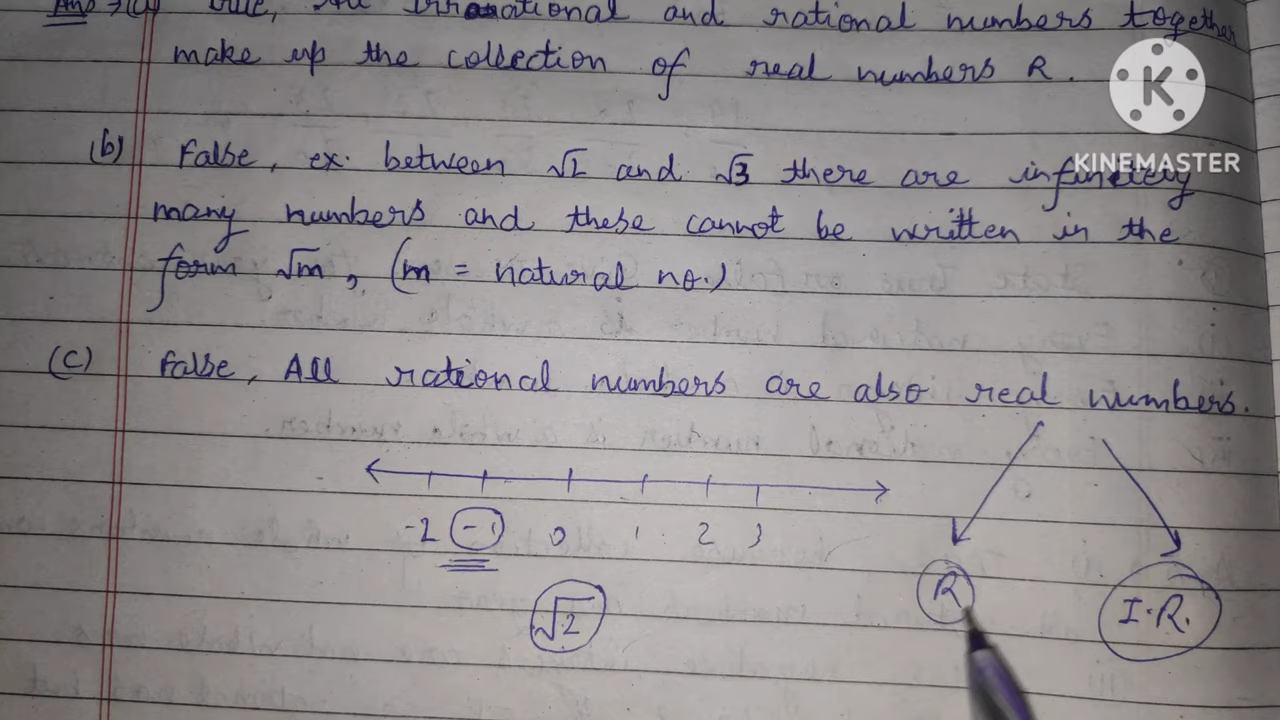 Ans → (a) true, All irrational and rational numbers together
make up the collection of real numbers R.
K
KINEMASTER
(b) False, ex. between √2 and √3 there are infinitely
many numbers and these cannot be written in the
form √m, (m = natural no.)
(c) False, All rational numbers are also real numbers.
-2 -1 0 1 2 3
R I.R.
√2